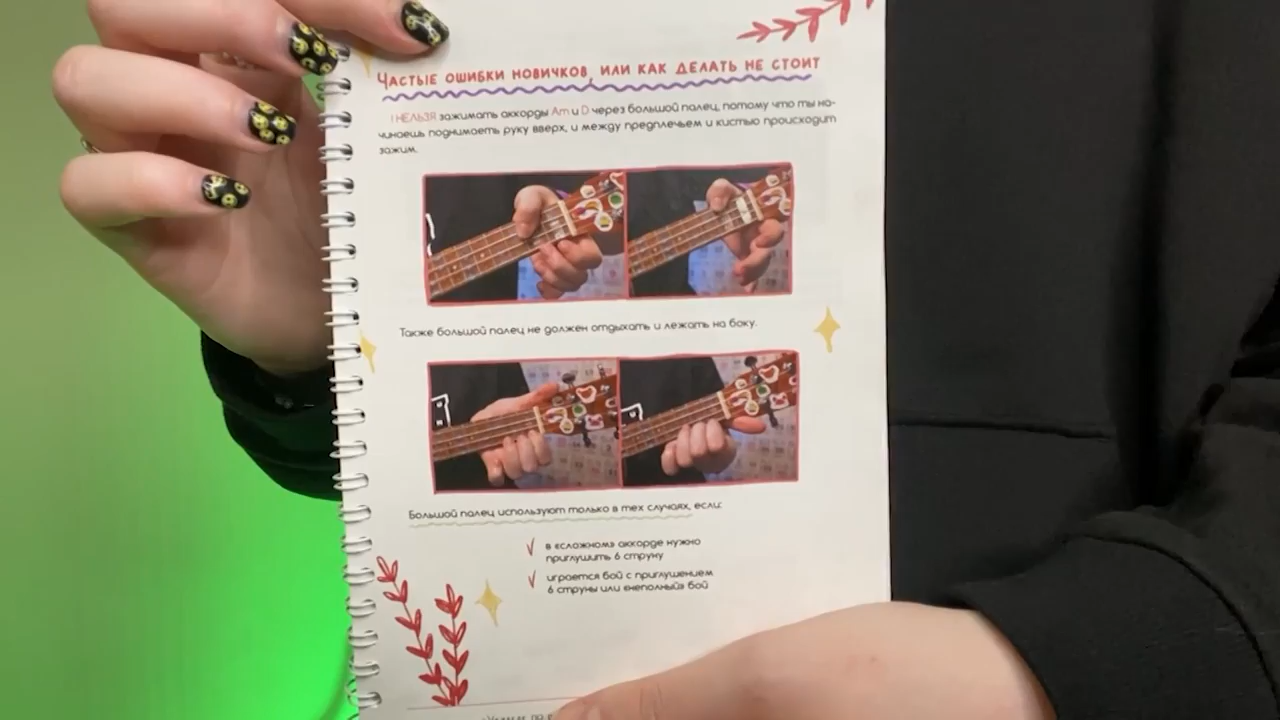 Частые ошибки новичков, или как делать не стоит
! НЕЛЬЗЯ зажимать аккорды Am и D через большой палец, потому что ты на-
чинаешь поднимать руку вверх, и между предплечьем и кистью происходит
зажим.
Также большой палец не должен отдыхать и лежать на боку.
Большой палец используют только в тех случаях, если:
в «сложном» аккорде нужно
приглушить 6 струну
играется бой с приглушением
6 струны или «неполный» бой